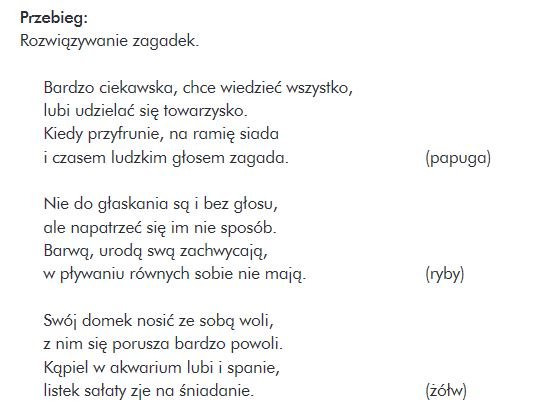 Przebieg:
Rozwiązywanie zagadek.
Bardzo ciekawska, chce wiedzieć wszystko,
lubi udzielać się towarzysko.
Kiedy przyfrunie, na ramię siada
i czasem ludzkim głosem zagada. (papuga)
Nie do głaskania są i bez głosu,
ale napatrzeć się im nie sposób.
Barwą, urodą swą zachwycają,
w pływaniu równych sobie nie mają. (ryby)
Swój domek nosić ze sobą woli,
z nim się porusza bardzo powoli.
Kąpiel w akwarium lubi i spanie,
listek sałaty zje na śniadanie. (żółw)